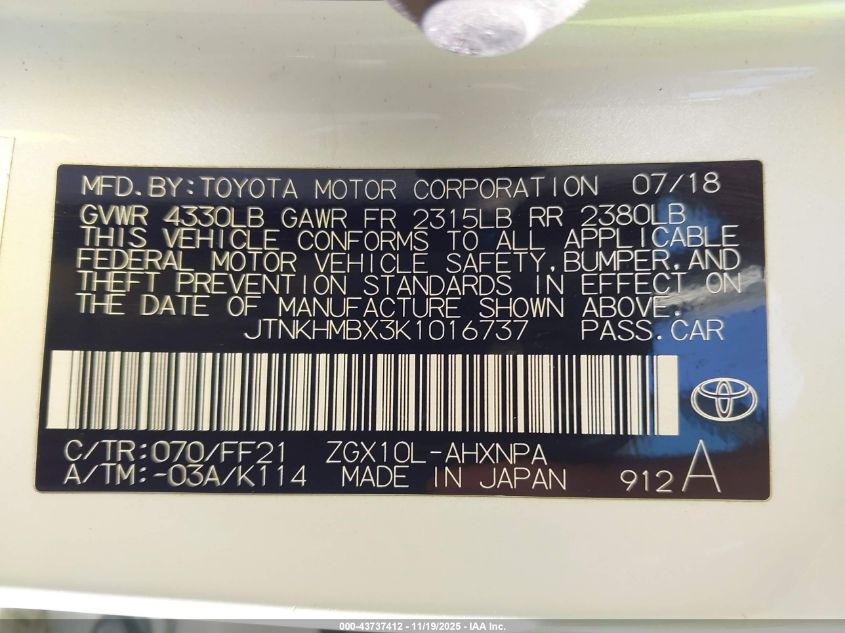 MFD.BY:TOYOTA MOTOR CORPORATION 07/18
GVWR 4330LB GAWR FR 2315LB RR 2380LB
THIS VEHICLE CONFORMS TO ALL APPLICABLE
FEDERAL MOTOR VEHICLE SAFETY,BUMPER,AND
THEFT PREVENTION STANDARDS IN EFFECT ON
THE DATE OF MANUFACTURE SHOWN ABOVE.
JTNKHMBX3K1016737 PASS.CAR
C/TR:070/FF21 ZGX10L-AHXNPA
A/TM:-03A/K114 MADE IN JAPAN 912 A
000-43737412 - 11/19/2025 - IAA Inc.